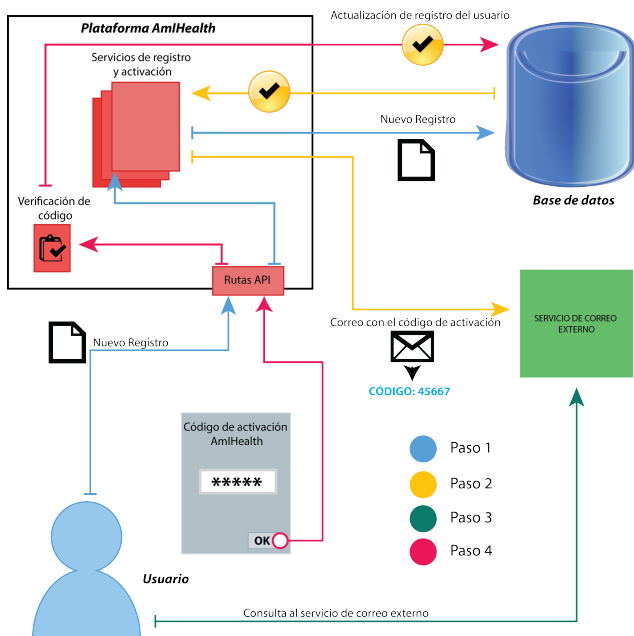 Actualización de registro del usuario
Plataforma AmIHealth
Servicios de registro
y activación
Nuevo Registro
Base de datos
Verificación de
código
Rutas API
Correo con el código de activación
CÓDIGO: 45667
SERVICIO DE CORREO
EXTERNO
Nuevo Registro
Código de activación
AmIHealth
*****
OK
Paso 1
Paso 2
Paso 3
Paso 4
Usuario
Consulta al servicio de correo externo